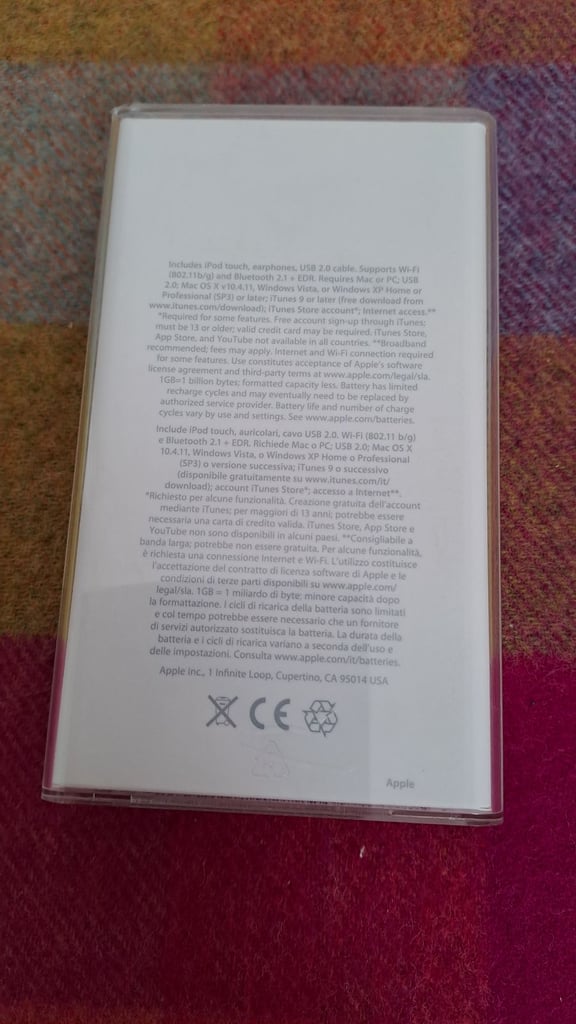 Includes iPod touch, earphones, USB 2.0 cable. Supports Wi-Fi
(802.11b/g) and Bluetooth 2.1 + EDR. Requires Mac or PC; USB
2.0; Mac OS X v10.4.11, Windows Vista, or Windows XP Home or
Professional (SP3) or later; iTunes 9 or later (free download from
www.itunes.com/download); iTunes Store account*; Internet access.**
*Required for some features. Free account sign-up through iTunes;
must be 13 or older; valid credit card may be required. iTunes Store,
App Store, and YouTube not available in all countries. **Broadband
recommended; fees may apply. Internet and Wi-Fi connection required
for some features. Use constitutes acceptance of Apple's software
license agreement and third-party terms at www.apple.com/legal/sla.
1GB=1 billion bytes; formatted capacity less. Battery has limited
recharge cycles and may eventually need to be replaced by
authorized service provider. Battery life and number of charge
cycles vary by use and settings. See www.apple.com/batteries.
Include iPod touch, auricolari, cavo USB 2.0. Wi-Fi (802.11 b/g)
e Bluetooth 2.1 + EDR. Richiede Mac o PC; USB 2.0; Mac OS X
10.4.11, Windows Vista, o Windows XP Home o Professional
(SP3) o versione successiva; iTunes 9 o successivo
(disponibile gratuitamente su www.itunes.com/it/
download); account iTunes Store*; accesso a Internet**.
*Richiesto per alcune funzionalità. Creazione gratuita dell'account
mediante iTunes; per maggiori di 13 anni; potrebbe essere
necessaria una carta di credito valida. iTunes Store, App Store e
YouTube non sono disponibili in alcuni paesi. **Consigliabile a
banda larga; potrebbe non essere gratuita. Per alcune funzionalità,
è richiesta una connessione Internet e Wi-Fi. L'utilizzo costituisce
l'accettazione del contratto di licenza software di Apple e le
condizioni di terze parti disponibili su www.apple.com/
legal/sla. 1GB = 1 miliardo di byte; minore capacità dopo
la formattazione. I cicli di ricarica della batteria sono limitati
e col tempo potrebbe essere necessario che un fornitore
di servizi autorizzato sostituisca la batteria. La durata della
batteria e i cicli di ricarica variano a seconda dell'uso e
delle impostazioni. Consulta www.apple.com/it/batteries.
Apple Inc., 1 Infinite Loop, Cupertino, CA 95014 USA
CE
Apple